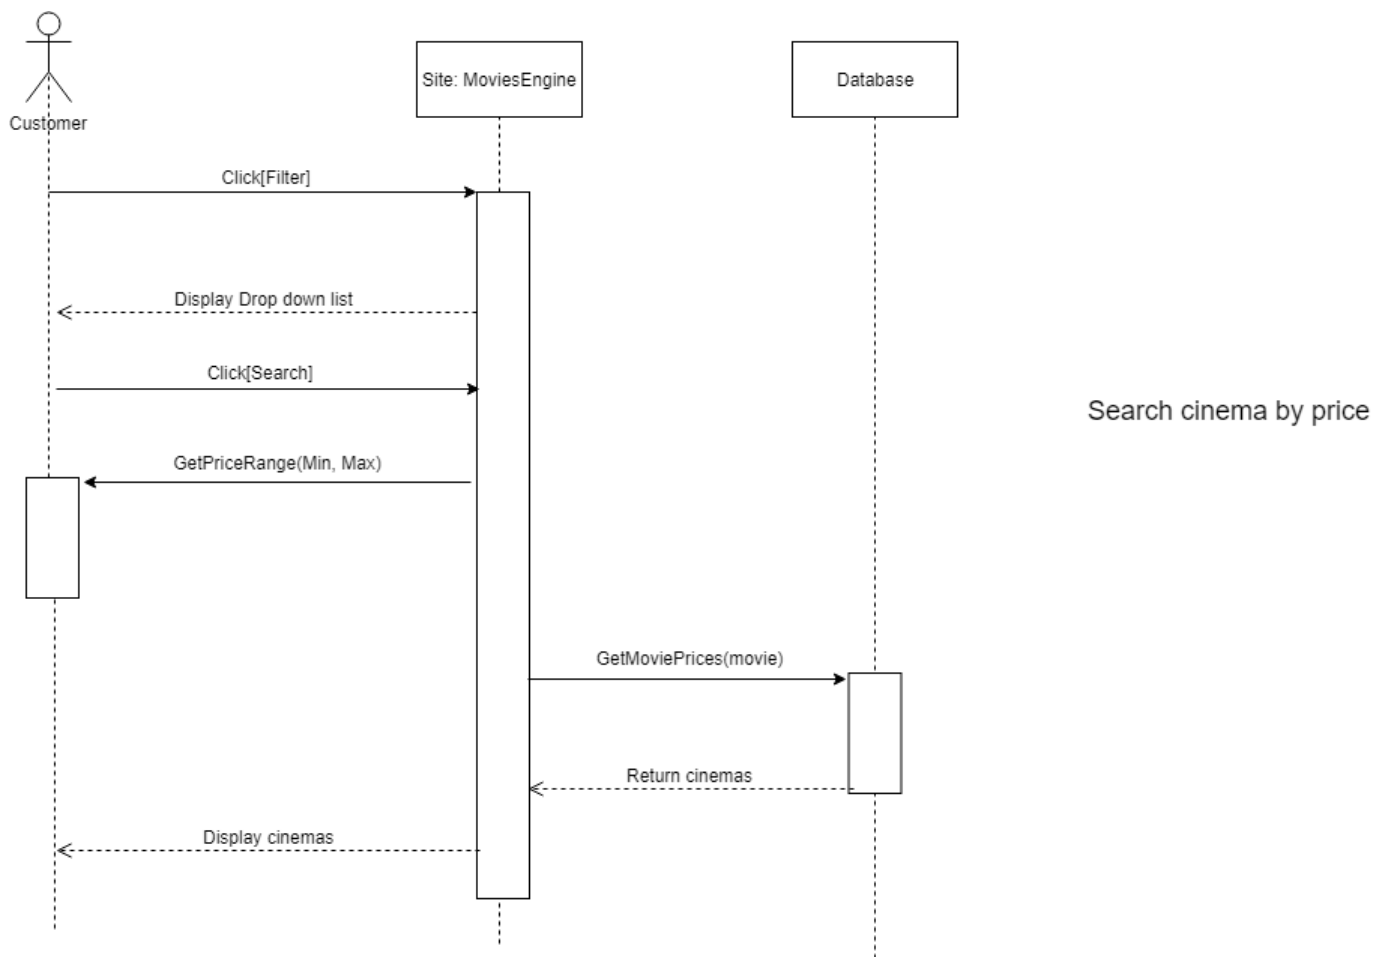 Site: MoviesEngine
Database
Customer
Click[Filter]
Display Drop down list
Click[Search]
Search cinema by price
GetPriceRange(Min, Max)
GetMoviePrices(movie)
Return cinemas
Display cinemas